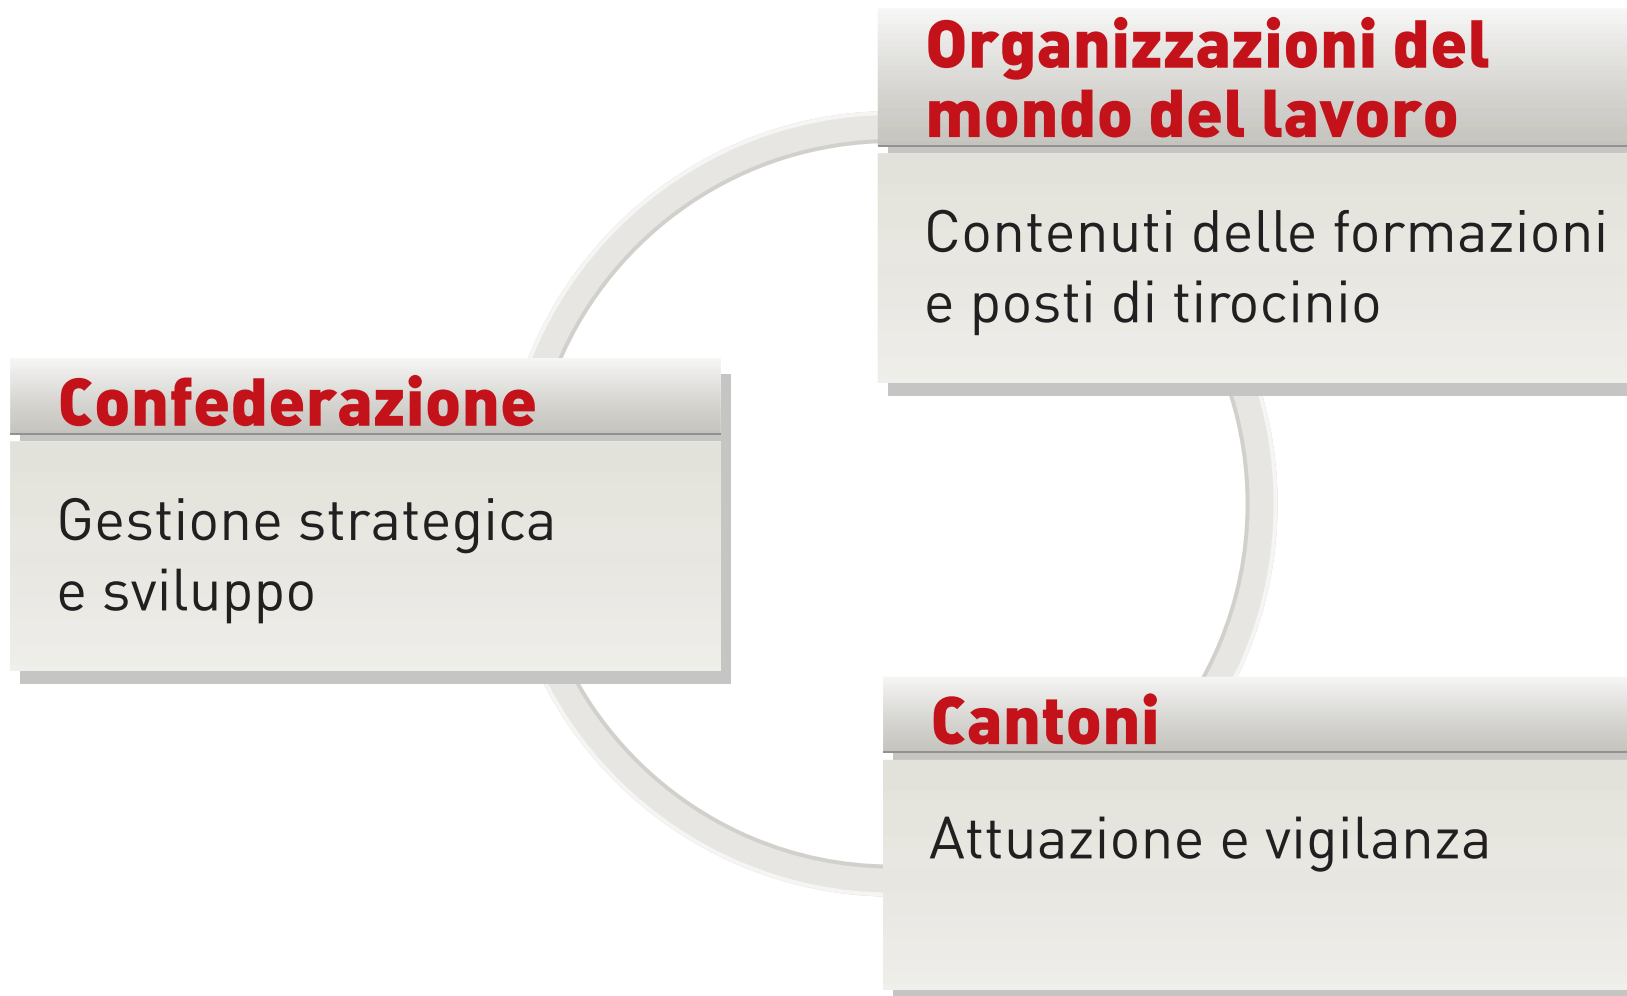 Organizzazioni del
mondo del lavoro
Contenuti delle formazioni
e posti di tirocinio
Confederazione
Gestione strategica
e sviluppo
Cantoni
Attuazione e vigilanza